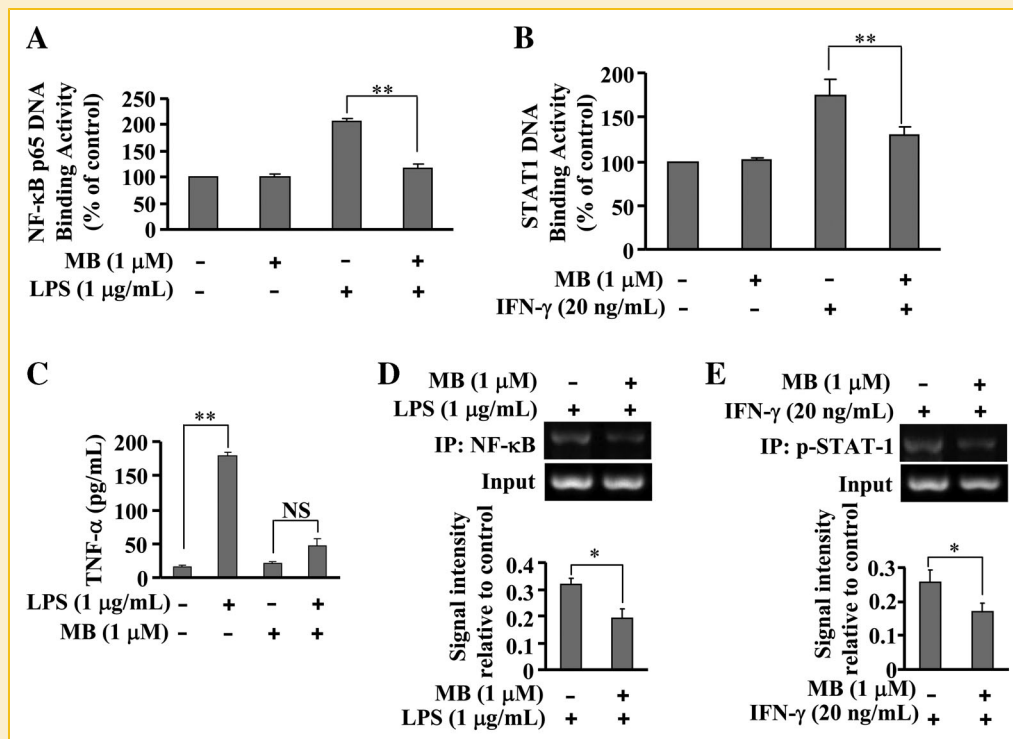 A
NF-κB p65 DNA
Binding Activity
(% of control)
250
200
150
100
50
0
**
MB (1 μM) – + – +
LPS (1 μg/mL) – – + +
B
STAT1 DNA
Binding Activity
(% of control)
200
150
100
50
0
**
MB (1 μM) – + – +
IFN-γ (20 ng/mL) – – + +
C
TNF-α (pg/mL)
200
150
100
50
0
**
NS
LPS (1 μg/mL) – + – +
MB (1 μM) – – + +
D
MB (1 μM) – +
LPS (1 μg/mL) + +
IP: NF-κB
Input
Signal intensity
relative to control
0.4
0.3
0.2
0.1
0
*
MB (1 μM) – +
LPS (1 μg/mL) + +
E
MB (1 μM) – +
IFN-γ (20 ng/mL) + +
IP: p-STAT-1
Input
Signal intensity
relative to control
0.3
0.2
0.1
0
*
MB (1 μM) – +
IFN-γ (20 ng/mL) + +